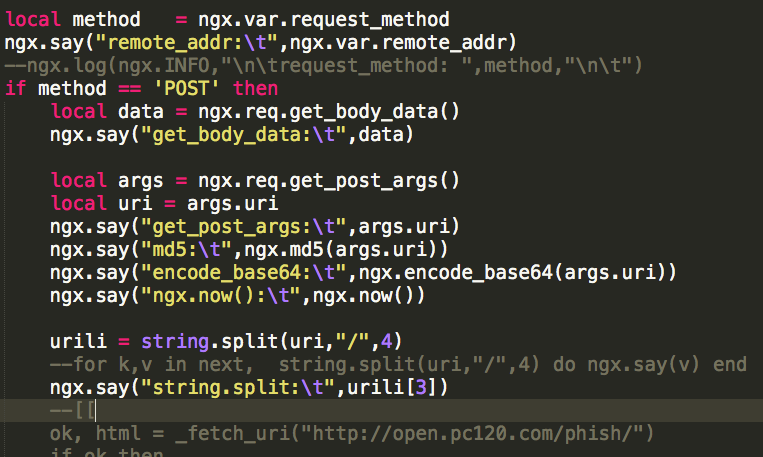 local method   = ngx.var.request_method
ngx.say("remote_addr:\t",ngx.var.remote_addr)
--ngx.log(ngx.INFO,"\n\trequest_method: ",method,"\n\t")
if method == 'POST' then
    local data = ngx.req.get_body_data()
    ngx.say("get_body_data:\t",data)

    local args = ngx.req.get_post_args()
    local uri = args.uri
    ngx.say("get_post_args:\t",args.uri)
    ngx.say("md5:\t",ngx.md5(args.uri))
    ngx.say("encode_base64:\t",ngx.encode_base64(args.uri))
    ngx.say("ngx.now():\t",ngx.now())

    urili = string.split(uri,"/",4)
    --for k,v in next,  string.split(uri,"/",4) do ngx.say(v) end
    ngx.say("string.split:\t",urili[3])
    --[[
    ok, html = _fetch_uri("http://open.pc120.com/phish/")
    if ok then